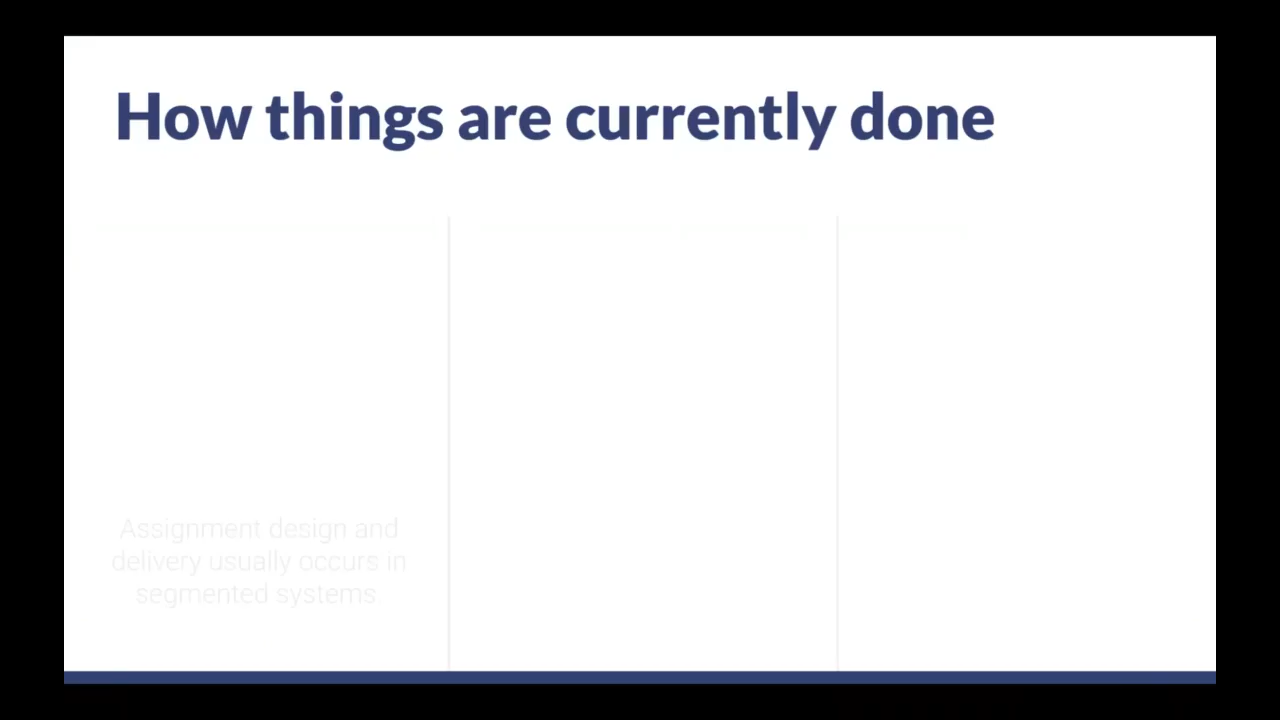 How things are currently done
Assignment design and
delivery usually occurs in
segmented systems.